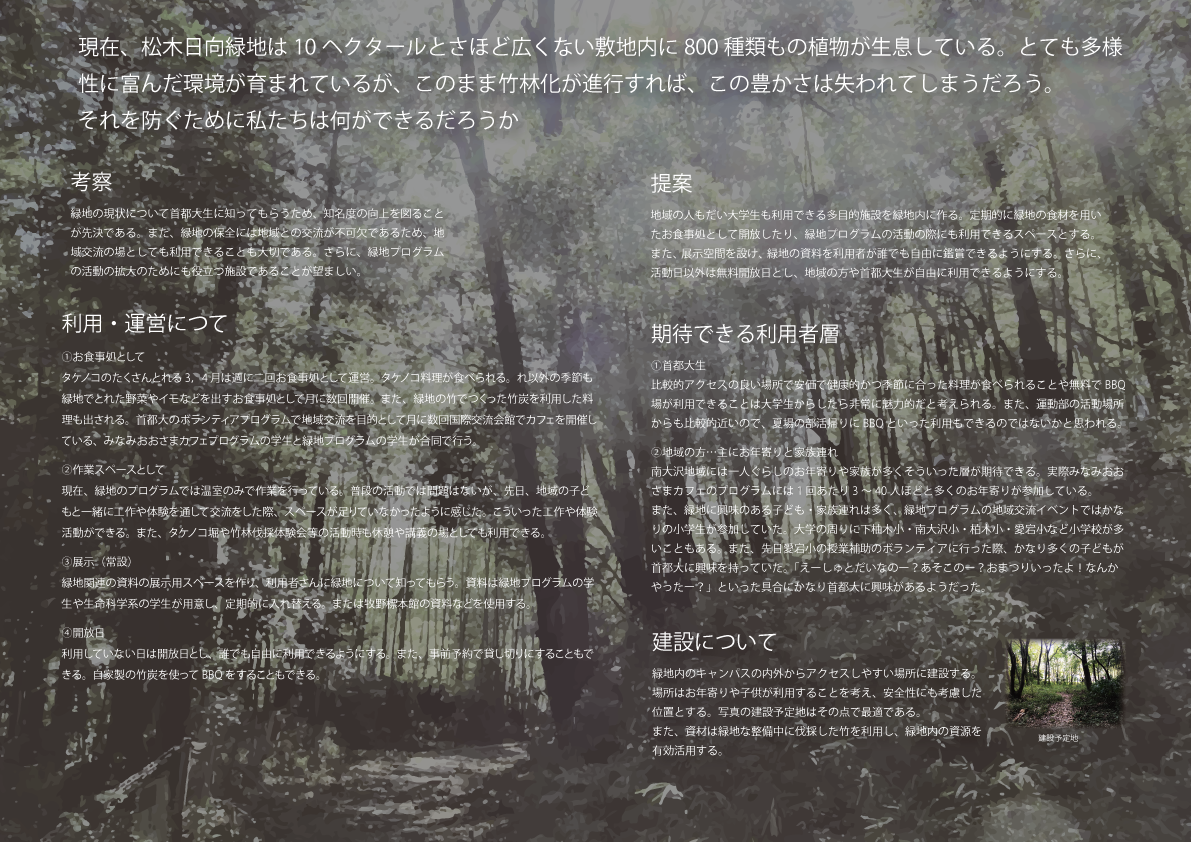 現在、松木日向緑地は 10 ヘクタールとさほど広くない敷地内に 800 種類もの植物が生息している。とても多様
性に富んだ環境が育まれているが、このまま竹林化が進行すれば、この豊かさは失われてしまうだろう。
それを防ぐために私たちは何ができるだろうか
考察
緑地の現状について首都大生に知ってもらうため、知名度の向上を図ること
が先決である。また、緑地の保全には地域との交流が不可欠であるため、地
域交流の場としても利用できることも大切である。さらに、緑地プログラム
の活動の拡大のためにも役立つ施設であることが望ましい。
利用・運営につて
①お食事処として
タケノコのたくさんとれる 3，4 月は週に二回お食事処として運営。タケノコ料理が食べられる。れ以外の季節も
緑地でとれた野菜やイモなどを出すお食事処として月に数回開催。また、緑地の竹でつくった竹炭を利用した料
理も出される。首都大のボランティアプログラムで地域交流を目的として月に数回国際交流会館でカフェを開催し
ている、みなみおおさまカフェプログラムの学生と緑地プログラムの学生が合同で行う。
②作業スペースとして
現在、緑地のプログラムでは温室のみで作業を行っている。普段の活動では問題はないが、先日、地域の子ど
もと一緒に工作や体験を通して交流をした際、スペースが足りていなかったように感じた。こういった工作や体験
活動ができる。また、タケノコ堀や竹林伐採体験会等の活動時も休憩や講義の場としても利用できる。
③展示（常設）
緑地関連の資料の展示用スペースを作り、利用者さんに緑地について知ってもらう。資料は緑地プログラムの学
生や生命科学系の学生が用意し、定期的に入れ替える。または牧野標本館の資料などを使用する。
④開放日
利用していない日は開放日とし、誰でも自由に利用できるようにする。また、事前予約で貸し切りにすることもで
きる。自家製の竹炭を使って BBQ をすることもできる。
提案
地域の人もだい大学生も利用できる多目的施設を緑地内に作る。定期的に緑地の食材を用い
たお食事処として開放したり、緑地プログラムの活動の際にも利用できるスペースとする。
また、展示空間を設け、緑地の資料を利用者が誰でも自由に鑑賞できるようにする。さらに、
活動日以外は無料開放日とし、地域の方や首都大生が自由に利用できるようにする。
期待できる利用者層
①首都大生
比較的アクセスの良い場所で安価で健康的かつ季節に合った料理が食べられることや無料で BBQ
場が利用できることは大学生からしたら非常に魅力的だと考えられる。また、運動部の活動場所
からも比較的近いので、夏場の部活帰りに BBQ といった利用もできるのではないかと思われる。
②地域の方…主にお年寄りと家族連れ
南大沢地域には一人ぐらしのお年寄りや家族が多くそういった層が期待できる。実際みなみおお
さまカフェのプログラムには 1 回あたり 3 ～ 40 人ほどと多くのお年寄りが参加している。
また、緑地に興味のある子ども・家族連れは多く、緑地プログラムの地域交流イベントではかな
りの小学生が参加していた。大学の周りに下柚木小・南大沢小・柏木小・愛宕小など小学校が多
いこともある。また、先日愛宕小の授業補助のボランティアに行った際、かなり多くの子どもが
首都大に興味を持っていた。「えーしゅとだいなのー？あそこのー？おまつりいったよ！なんか
やったー？」といった具合にかなり首都大に興味があるようだった。
建設について
緑地内のキャンパスの内外からアクセスしやすい場所に建設する。
場所はお年寄りや子供が利用することを考え、安全性にも考慮した
位置とする。写真の建設予定地はその点で最適である。
また、資材は緑地な整備中に伐採した竹を利用し、緑地内の資源を
有効活用する。
建設予定地